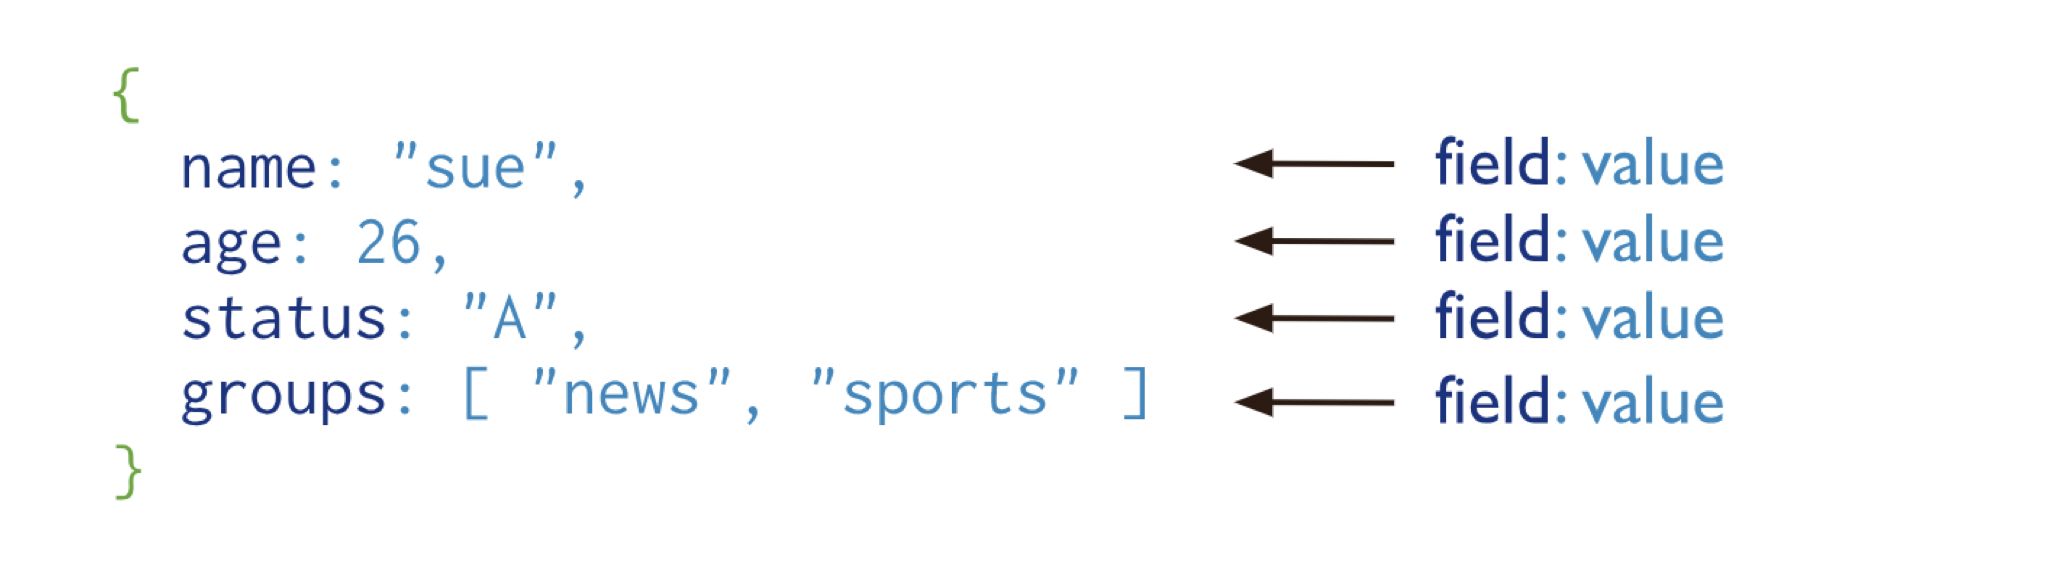 {
name: "sue", field: value
age: 26, field: value
status: "A", field: value
groups: [ "news", "sports" ] field: value
}